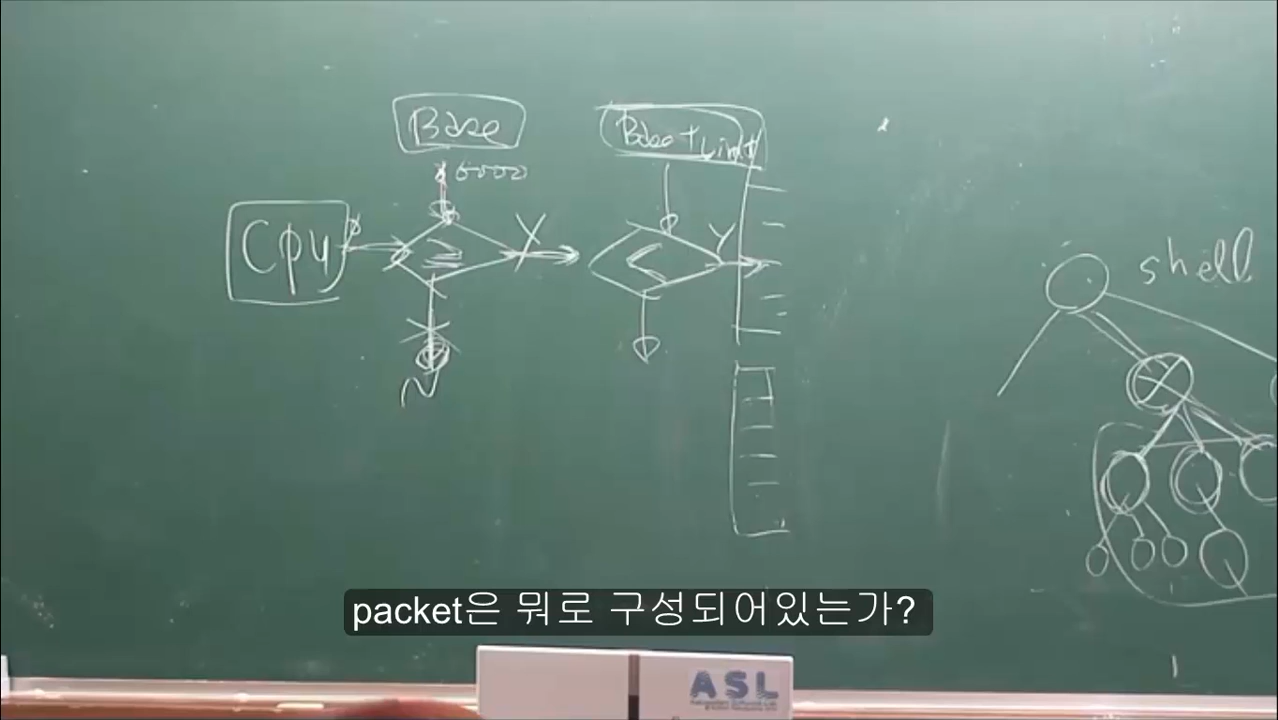 Base
Base + Limit
Cpu
≥
Y
<
Y
N
shell
packet은 뭐로 구성되어있는가?
ASL